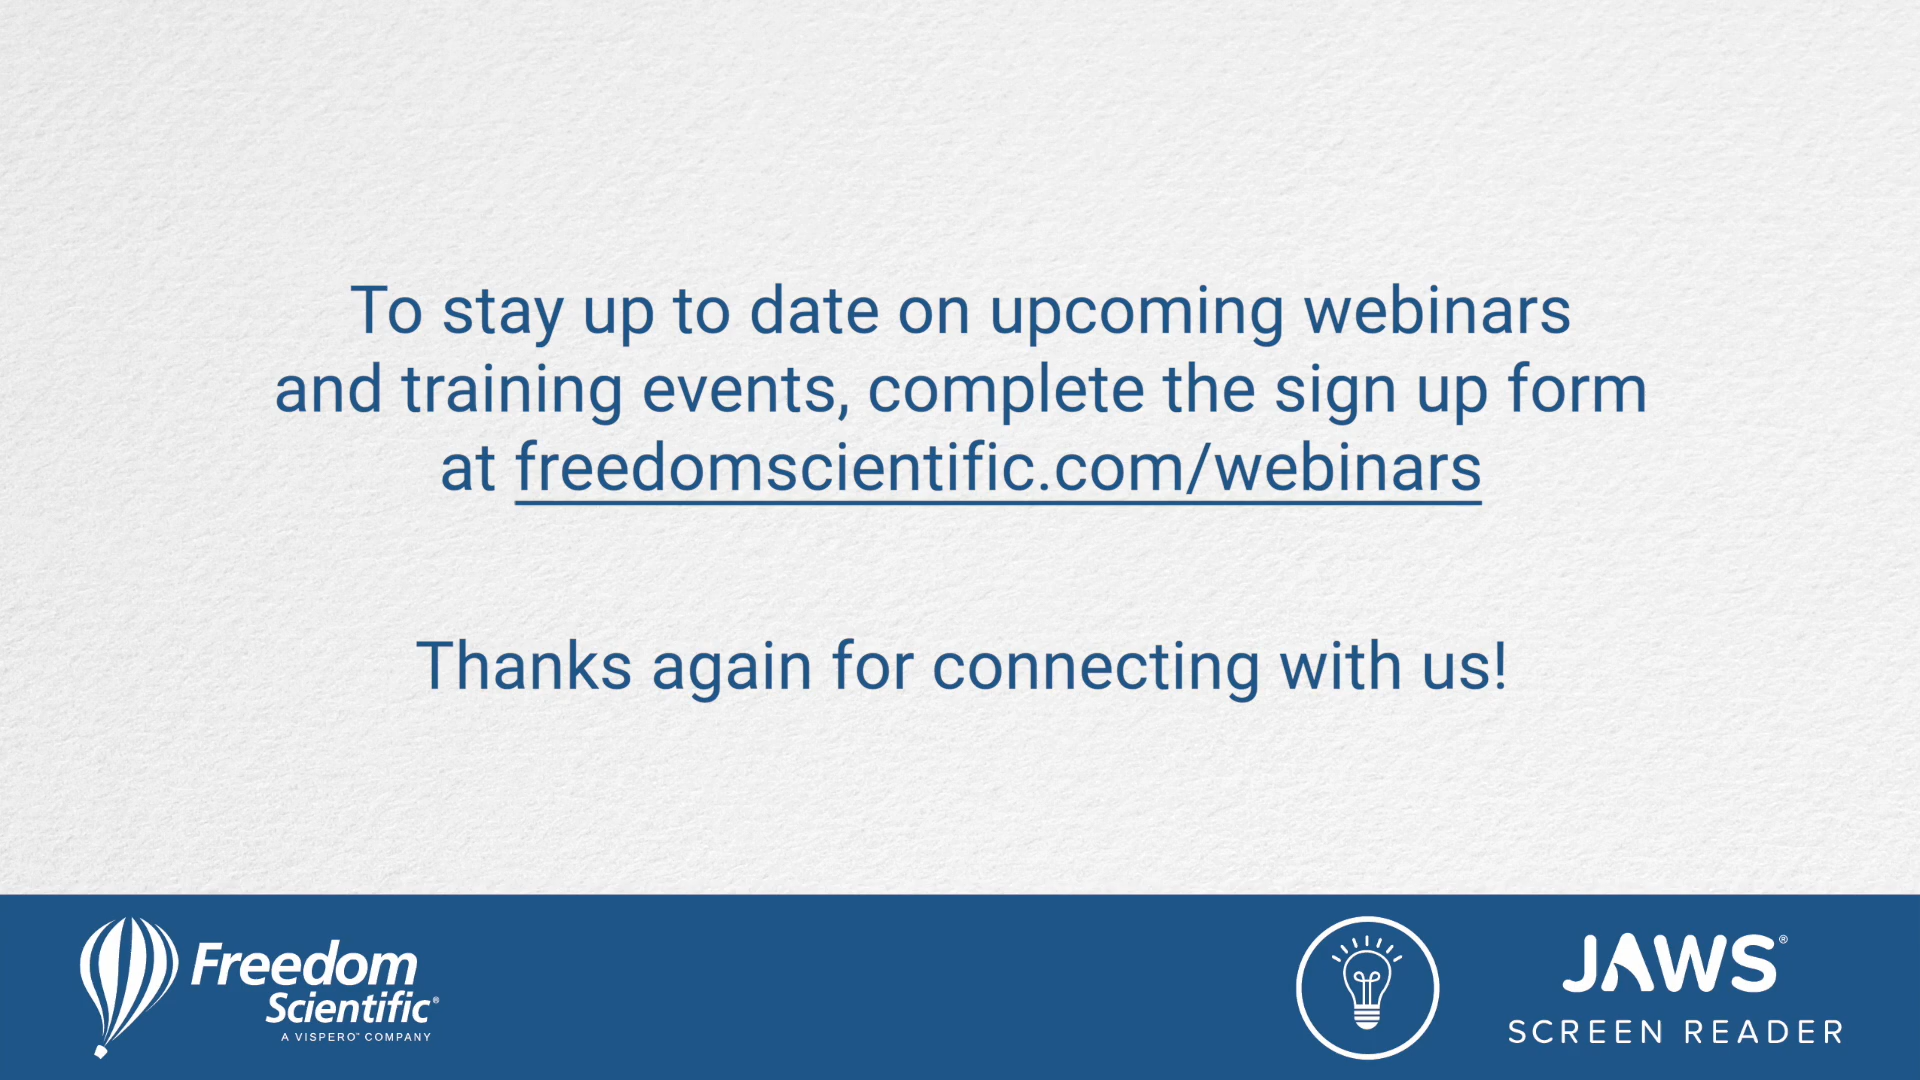 To stay up to date on upcoming webinars
and training events, complete the sign up form
at freedomscientific.com/webinars
Thanks again for connecting with us!
Freedom
Scientific®
A VISPERO™ COMPANY
JAWS®
SCREEN READER